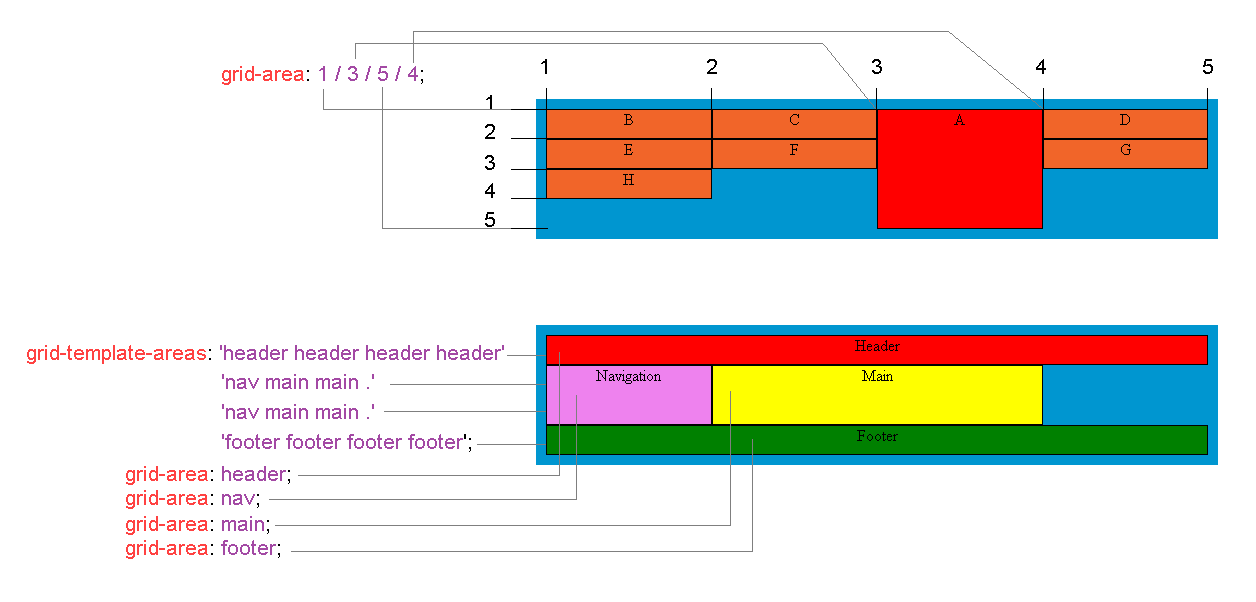 grid-area: 1 / 3 / 5 / 4;
1 2 3 4 5
1
B C A D
2
E F G
3
H
4
5
Header
grid-template-areas: 'header header header header'
'nav main main .'
Navigation Main
'nav main main .'
'footer footer footer footer';
Footer
grid-area: header;
grid-area: nav;
grid-area: main;
grid-area: footer;